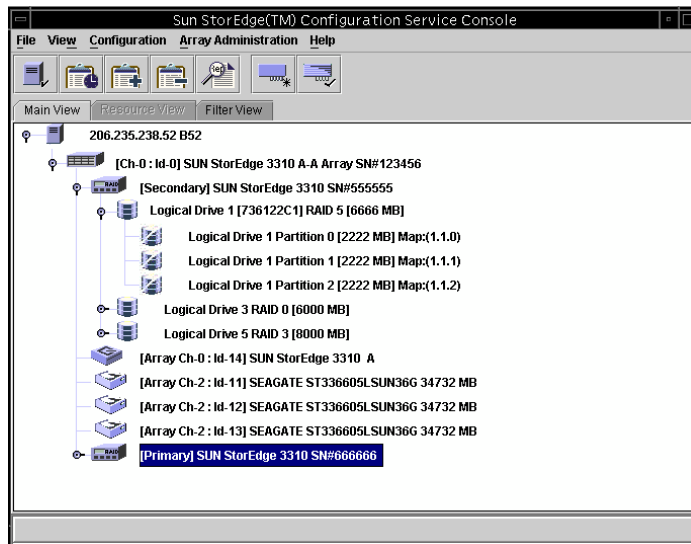 Sun StorEdge(TM) Configuration Service Console
File View Configuration Array Administration Help
Main View Resource View Filter View
206.235.238.52 B52
[Ch-0 : Id-0] SUN StorEdge 3310 A-A Array SN#123456
[Secondary] SUN StorEdge 3310 SN#555555
Logical Drive 1 [736122C1] RAID 5 [6666 MB]
Logical Drive 1 Partition 0 [2222 MB] Map:(1.1.0)
Logical Drive 1 Partition 1 [2222 MB] Map:(1.1.1)
Logical Drive 1 Partition 2 [2222 MB] Map:(1.1.2)
Logical Drive 3 RAID 0 [6000 MB]
Logical Drive 5 RAID 3 [8000 MB]
[Array Ch-0 : Id-14] SUN StorEdge 3310 A
[Array Ch-2 : Id-11] SEAGATE ST336605LSUN36G 34732 MB
[Array Ch-2 : Id-12] SEAGATE ST336605LSUN36G 34732 MB
[Array Ch-2 : Id-13] SEAGATE ST336605LSUN36G 34732 MB
[Primary] SUN StorEdge 3310 SN#666666